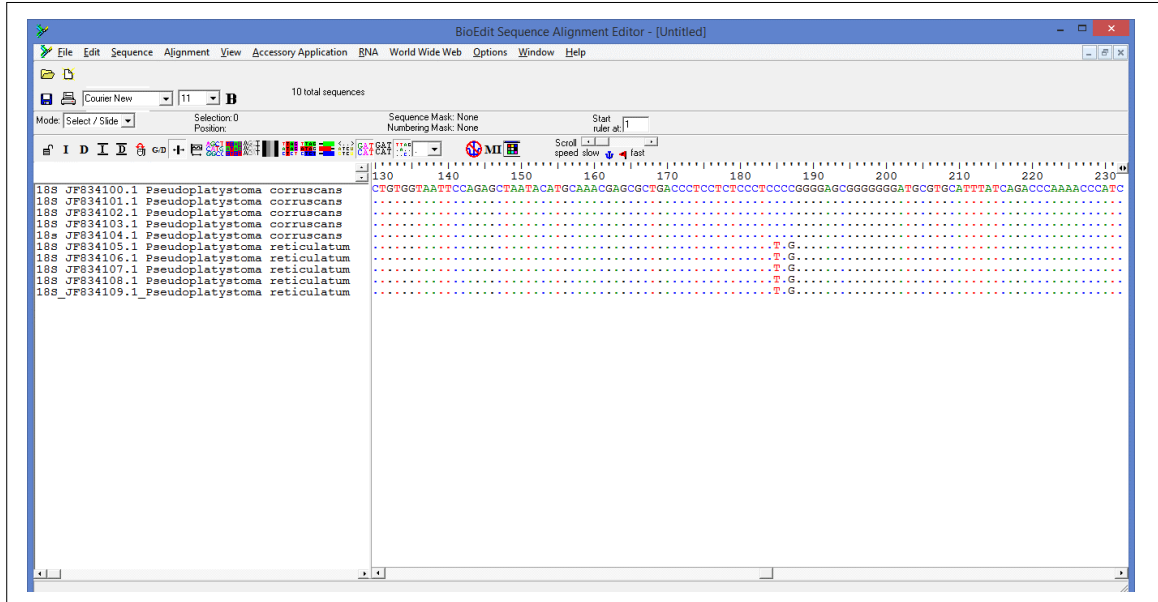 BioEdit Sequence Alignment Editor - [Untitled]
File Edit Sequence Alignment View Accessory Application RNA World Wide Web Options Window Help
Courier New 11 B 10 total sequences
Mode: Select / Slide Selection: 0 Position: Sequence Mask: None Numbering Mask: None Start ruler at: 1
I D I D G/D MI Scroll speed slow fast
130 140 150 160 170 180 190 200 210 220 230
18S JF834100.1 Pseudoplatystoma corruscans CTGTGGTAATTCCAGAGCTAATACATGCAAACGAGCGCTGACCCTCCTCTCCCTCCCCGGGGAGCGGGGGGGATGCGTGCATTTATCAGACCCAAAACCCATC
18S JF834101.1 Pseudoplatystoma corruscans
18S JF834102.1 Pseudoplatystoma corruscans
18S JF834103.1 Pseudoplatystoma corruscans
18s JF834104.1 Pseudoplatystoma corruscans
18S JF834105.1 Pseudoplatystoma reticulatum T.G
18S JF834106.1 Pseudoplatystoma reticulatum T.G
18S JF834107.1 Pseudoplatystoma reticulatum T.G
18S JF834108.1 Pseudoplatystoma reticulatum T.G
18S_JF834109.1_Pseudoplatystoma reticulatum T.G